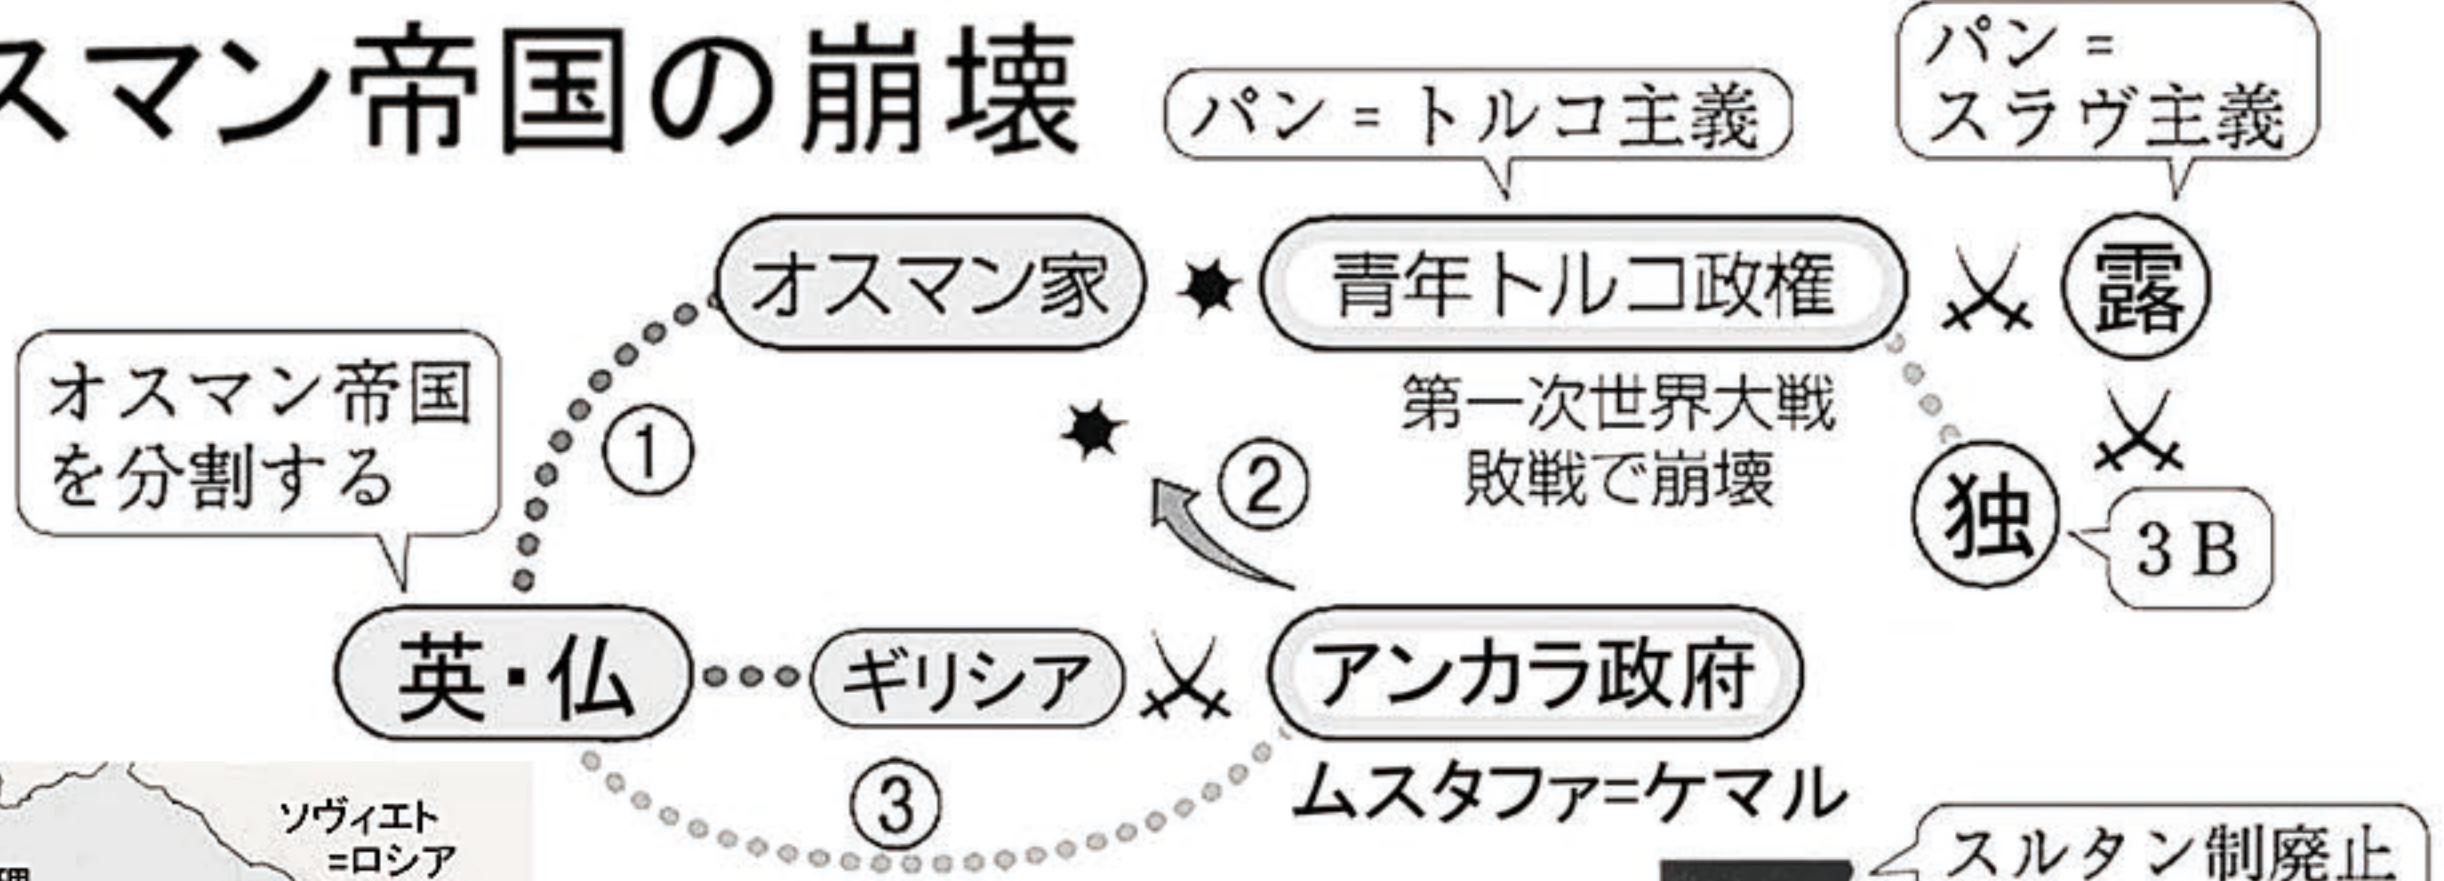 スマン帝国の崩壊
パン=トルコ主義
パン=
スラヴ主義
オスマン家
青年トルコ政権
露
オスマン帝国
を分割する
①
②
第一次世界大戦
敗戦で崩壊
独
3B
英・仏
ギリシア
アンカラ政府
③
ムスタファ=ケマル
ソヴィエト
=ロシア
スルタン制廃止